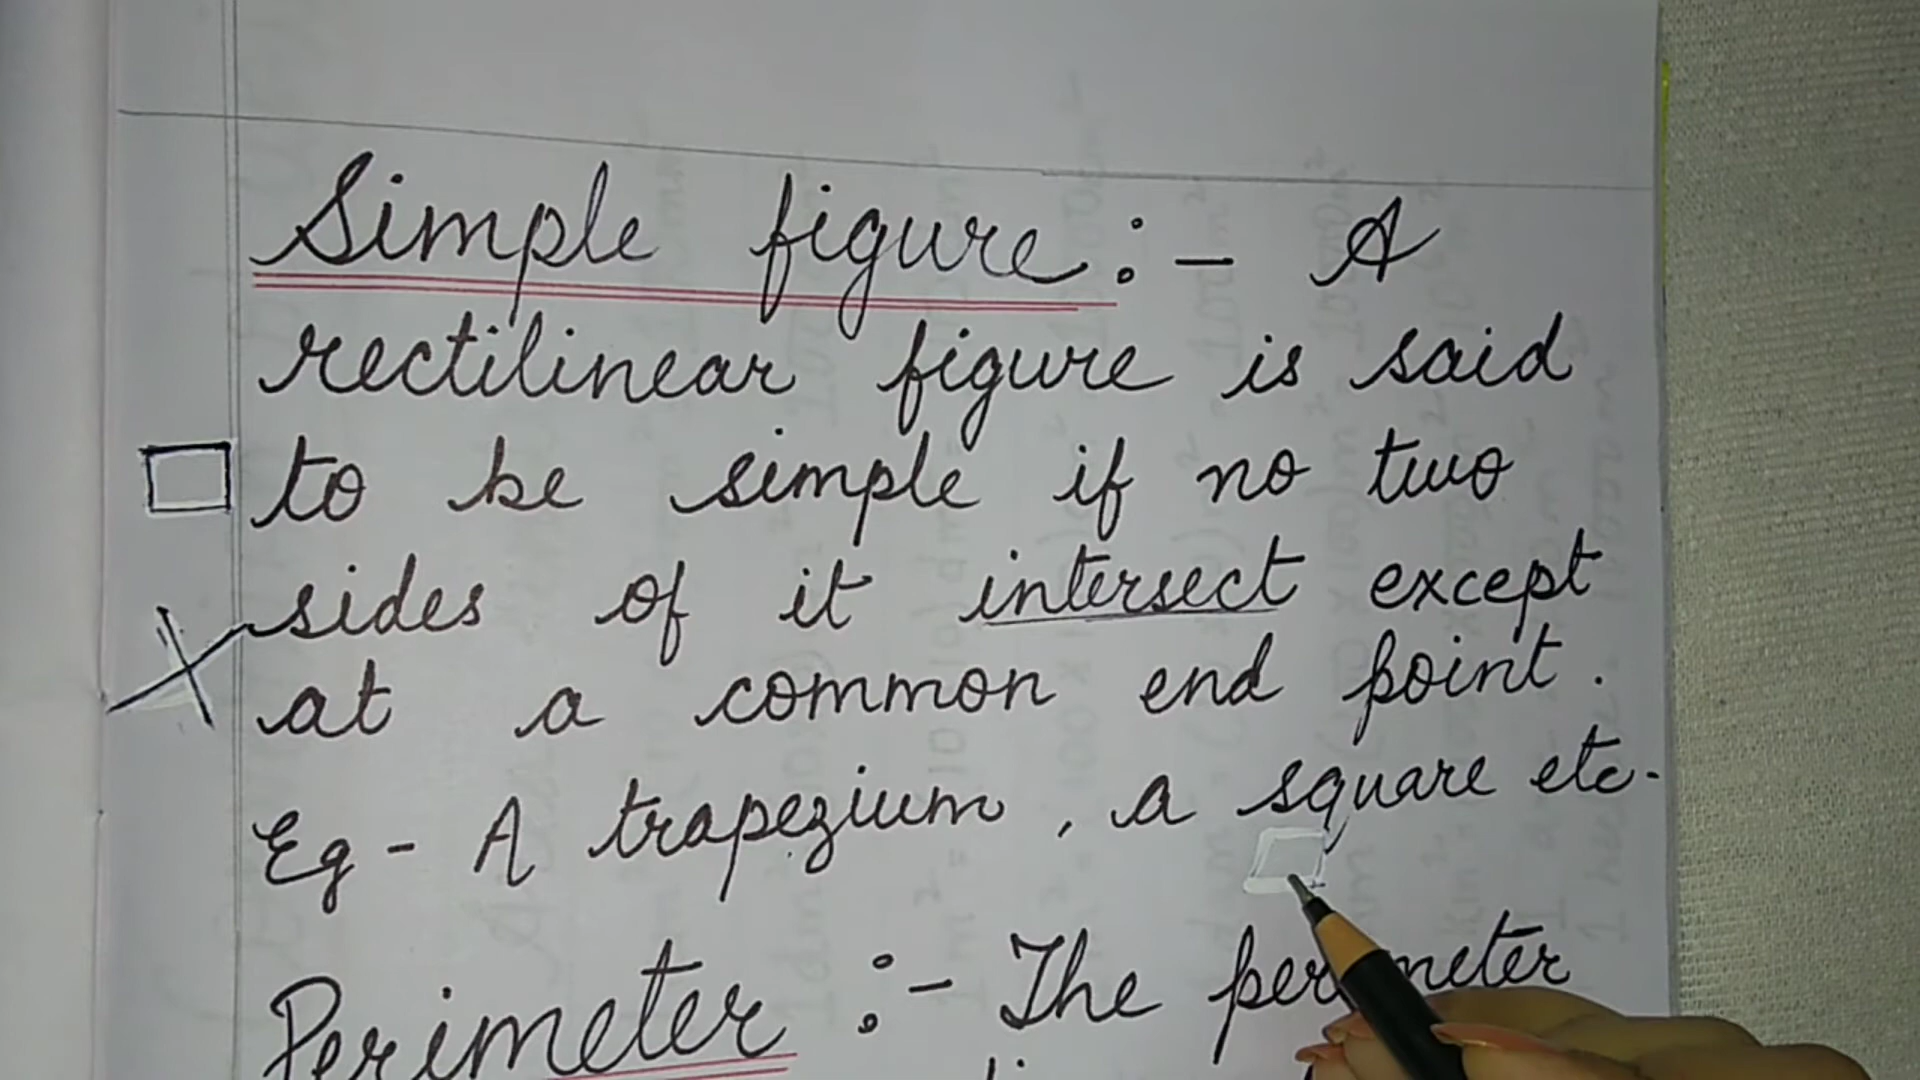 Simple figure :- A
rectilinear figure is said
to be simple if no two
sides of it intersect except
at a common end point.
Eg - A trapezium, a square etc.
Perimeter :- The perimeter